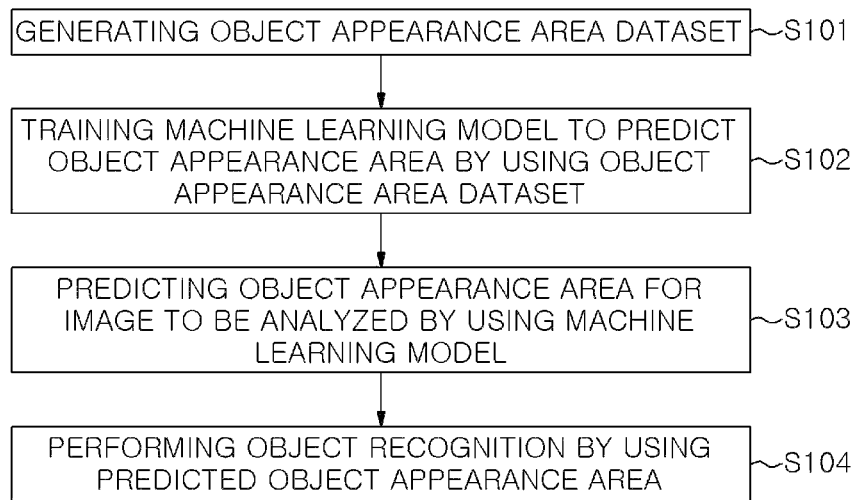 GENERATING OBJECT APPEARANCE AREA DATASET
S101
TRAINING MACHINE LEARNING MODEL TO PREDICT
OBJECT APPEARANCE AREA BY USING OBJECT
APPEARANCE AREA DATASET
S102
PREDICTING OBJECT APPEARANCE AREA FOR
IMAGE TO BE ANALYZED BY USING MACHINE
LEARNING MODEL
S103
PERFORMING OBJECT RECOGNITION BY USING
PREDICTED OBJECT APPEARANCE AREA
S104